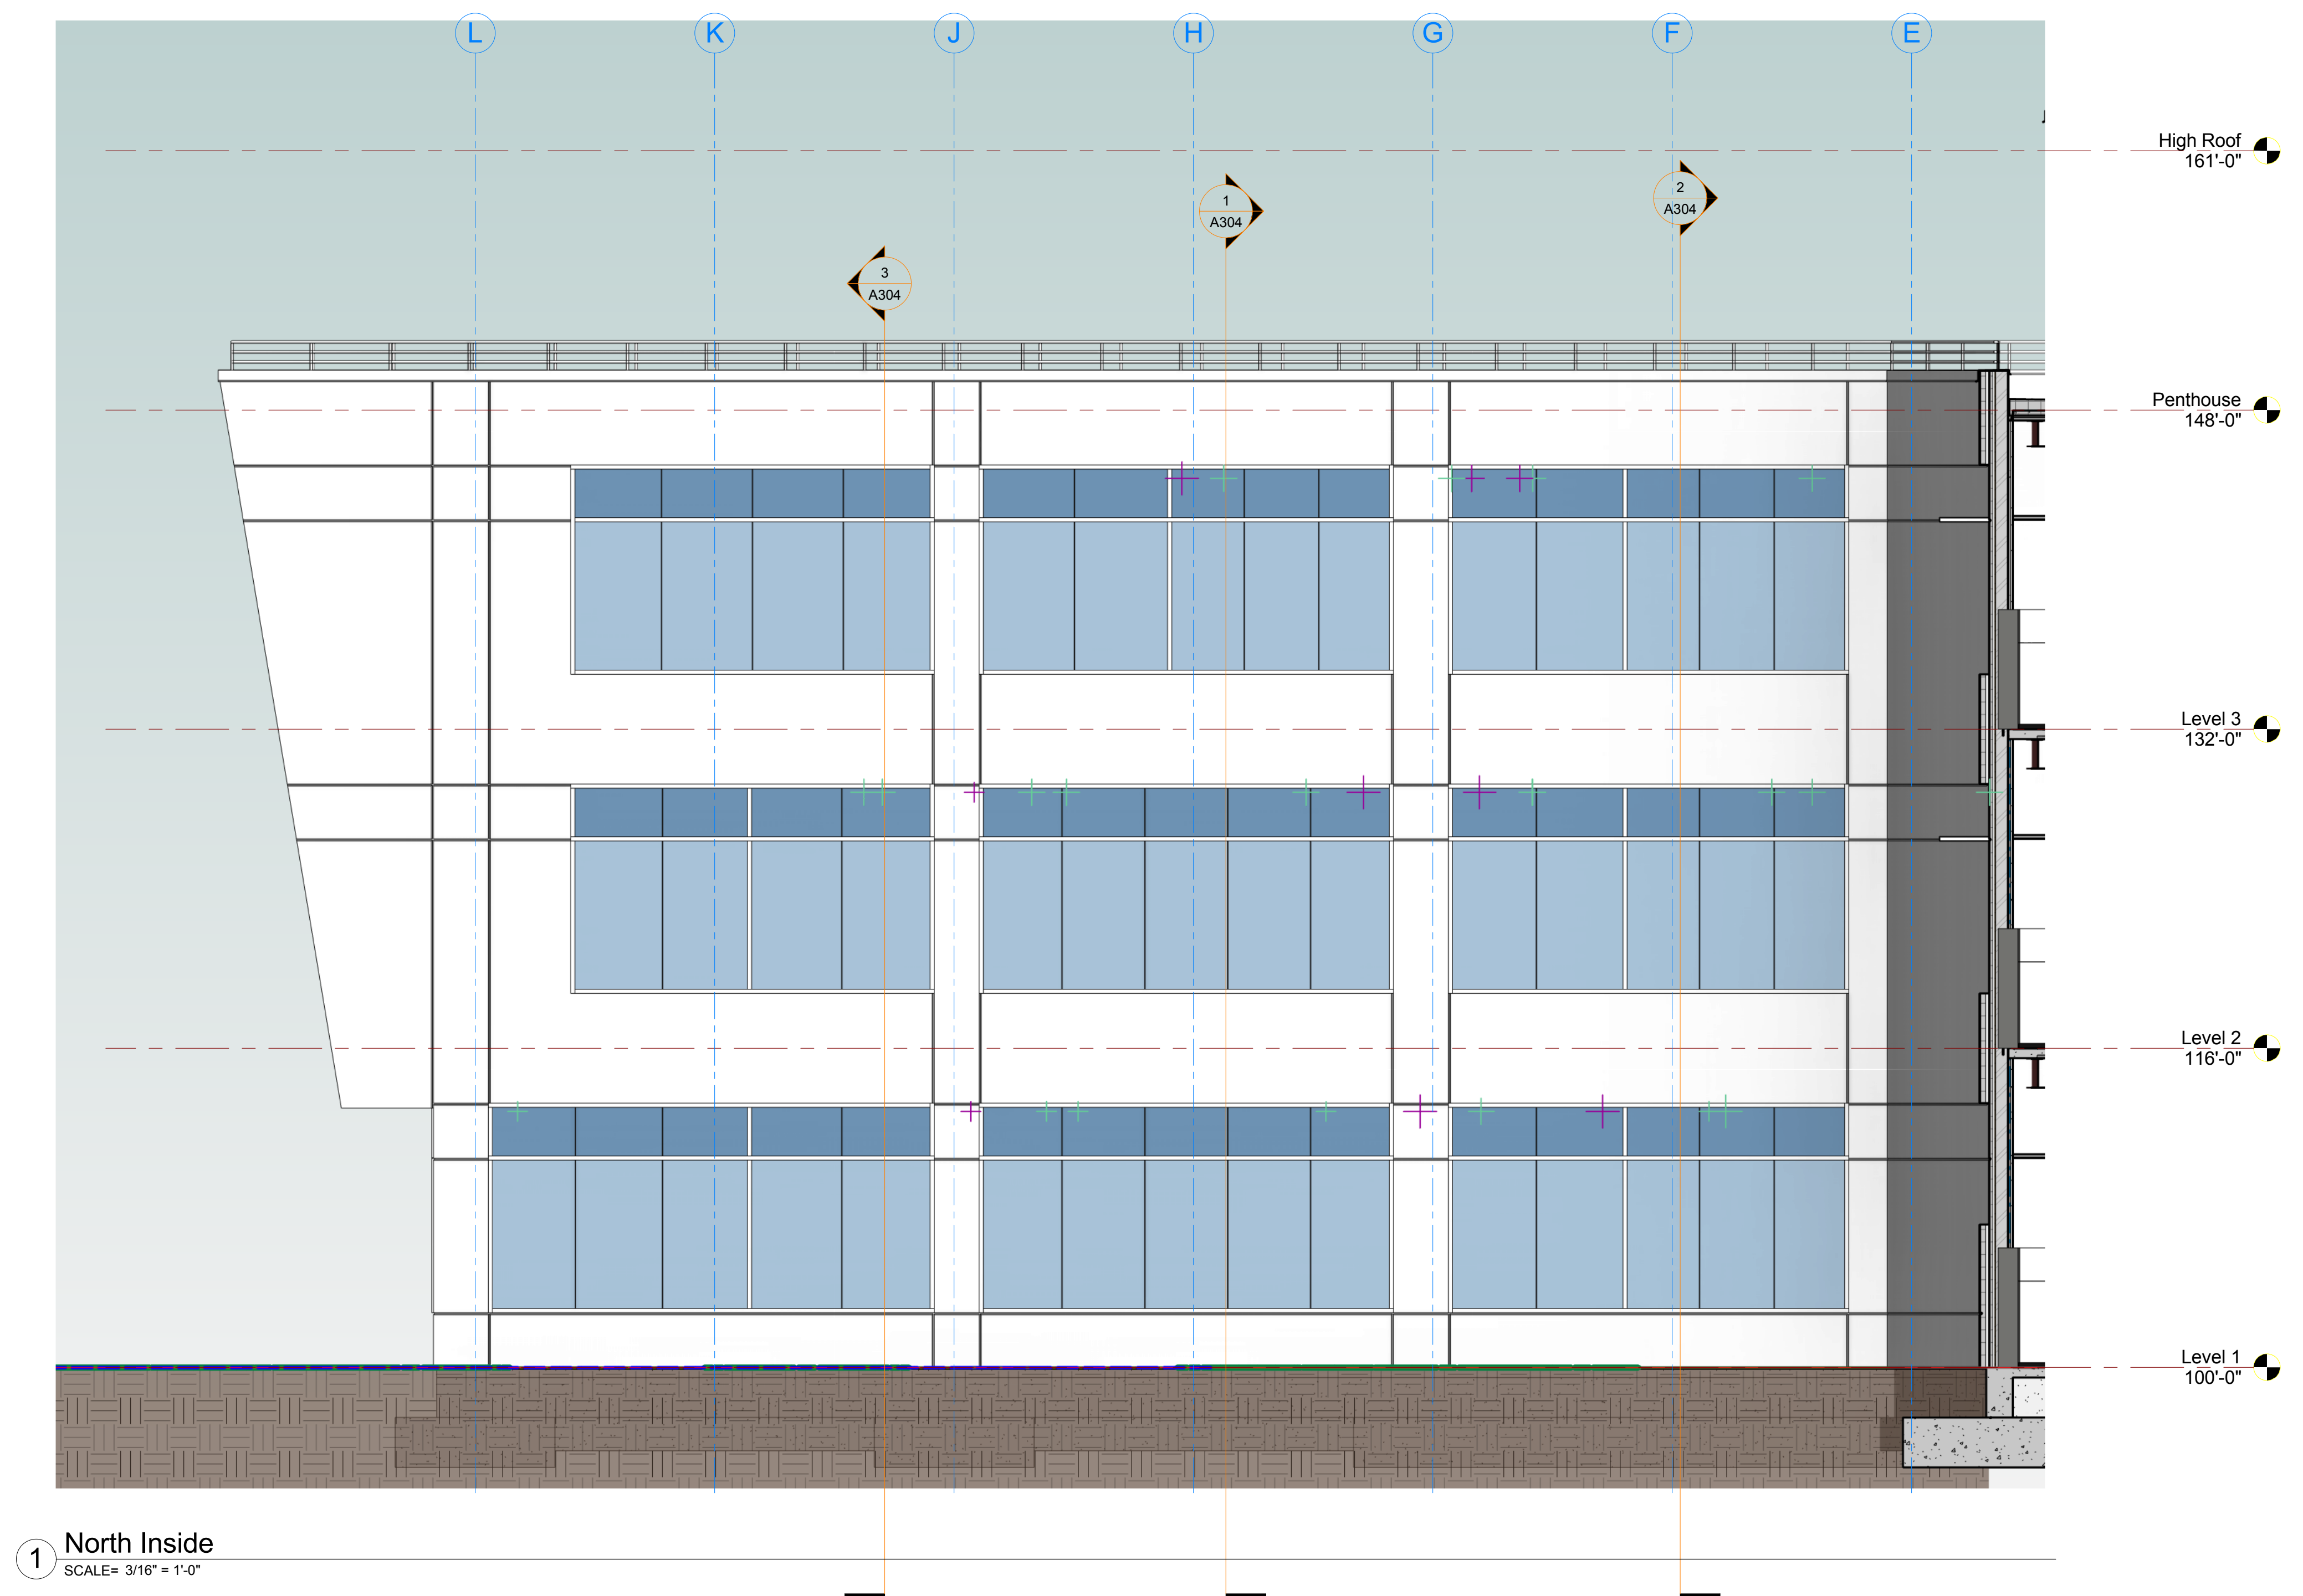 L K J H G F E
High Roof
161'-0"
2
A304
1
A304
3
A304
Penthouse
148'-0"
Level 3
132'-0"
Level 2
116'-0"
Level 1
100'-0"
1 North Inside
SCALE= 3/16" = 1'-0"